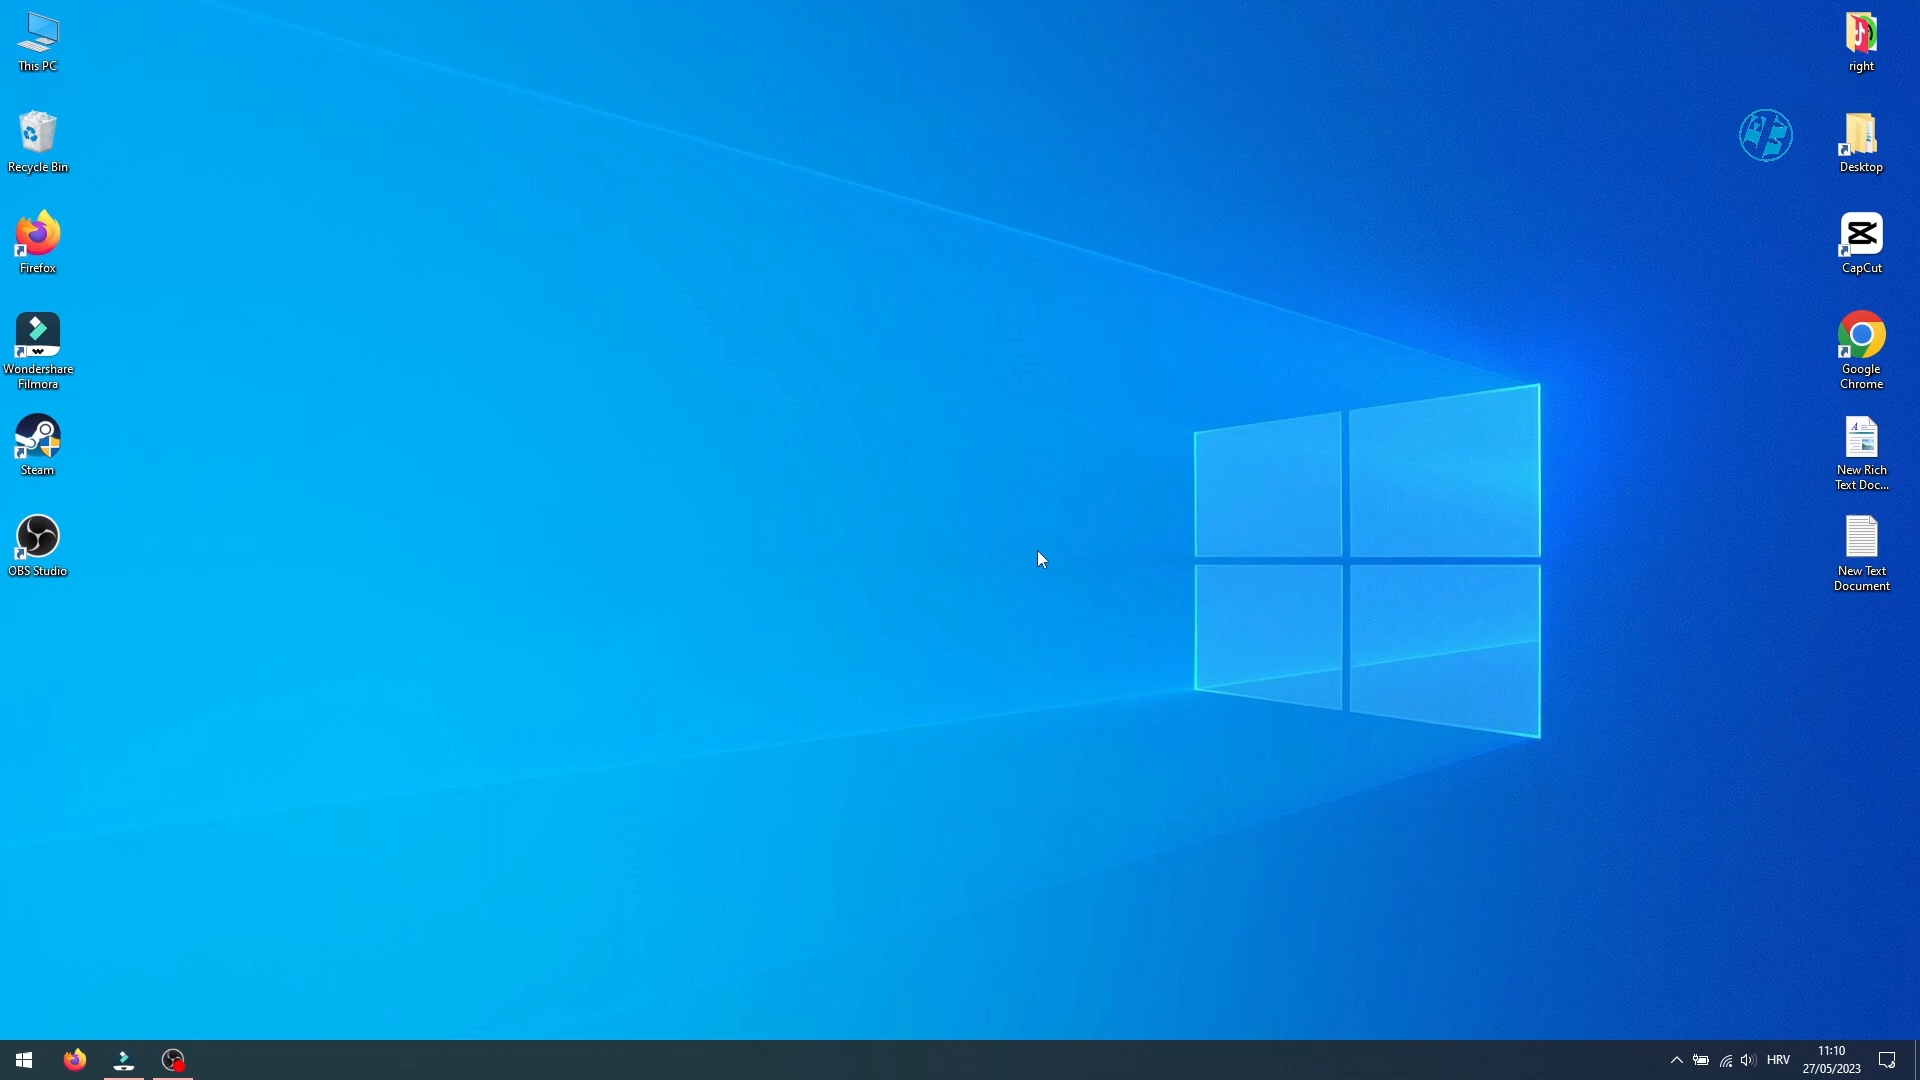 This PC
Recycle Bin
Firefox
Wondershare
Filmora
Steam
OBS Studio
right
Desktop
CapCut
Google
Chrome
New Rich
Text Doc...
New Text
Document
HRV
11:10
27/05/2023